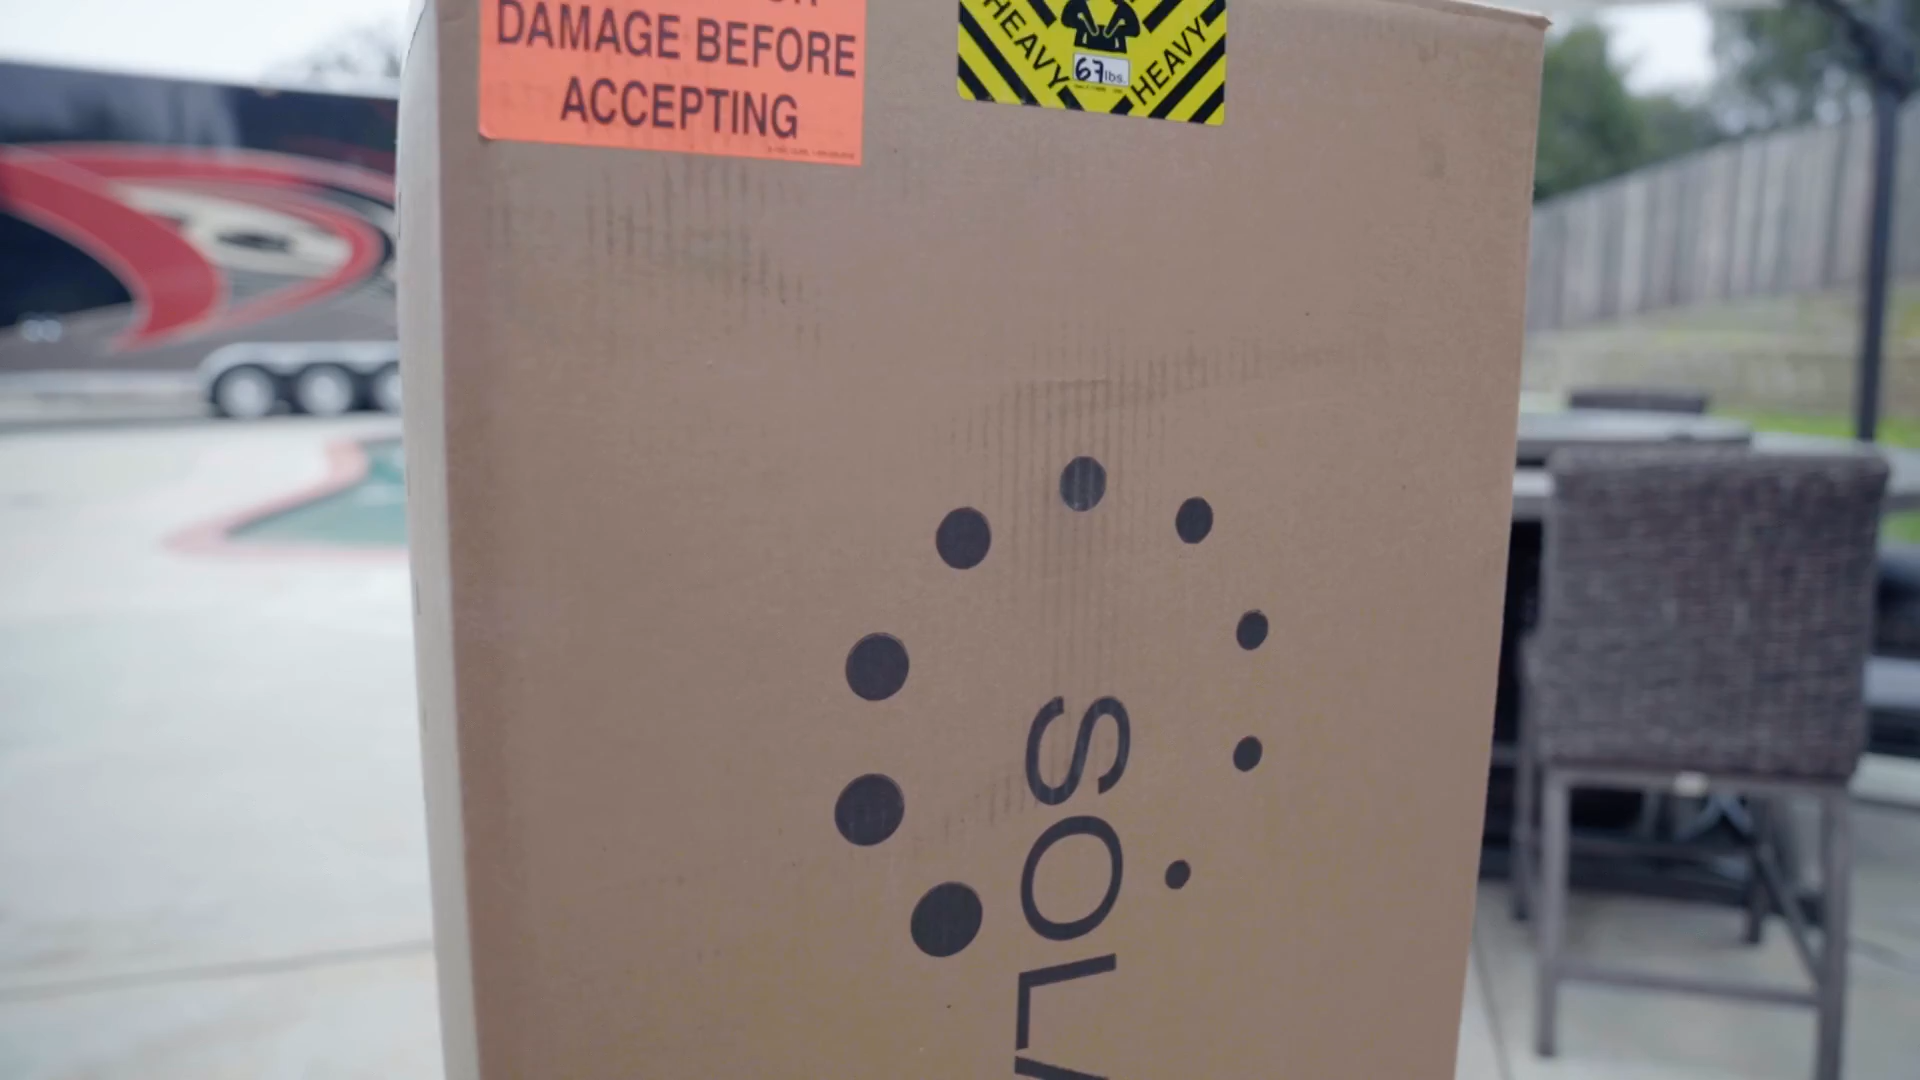 DAMAGE BEFORE
ACCEPTING
HEAVY
67 lbs.
HEAVY
SOL